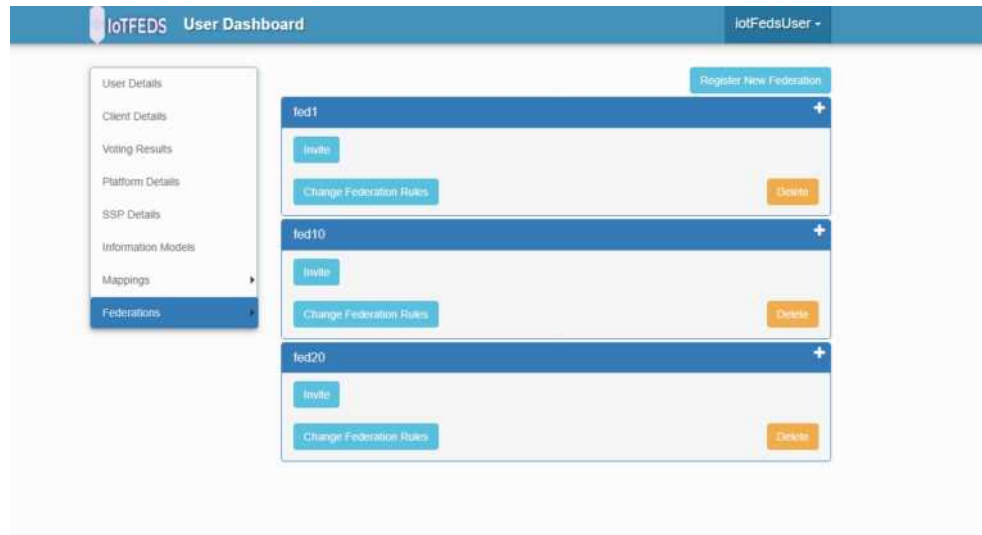 IoTFEDS User Dashboard iotFedsUser
User Details
Client Details
Voting Results
Platform Details
SSP Details
Information Models
Mappings
Federations
Register New Federation
fed1
Invite
Change Federation Rules Delete
fed10
Invite
Change Federation Rules Delete
fed20
Invite
Change Federation Rules Delete